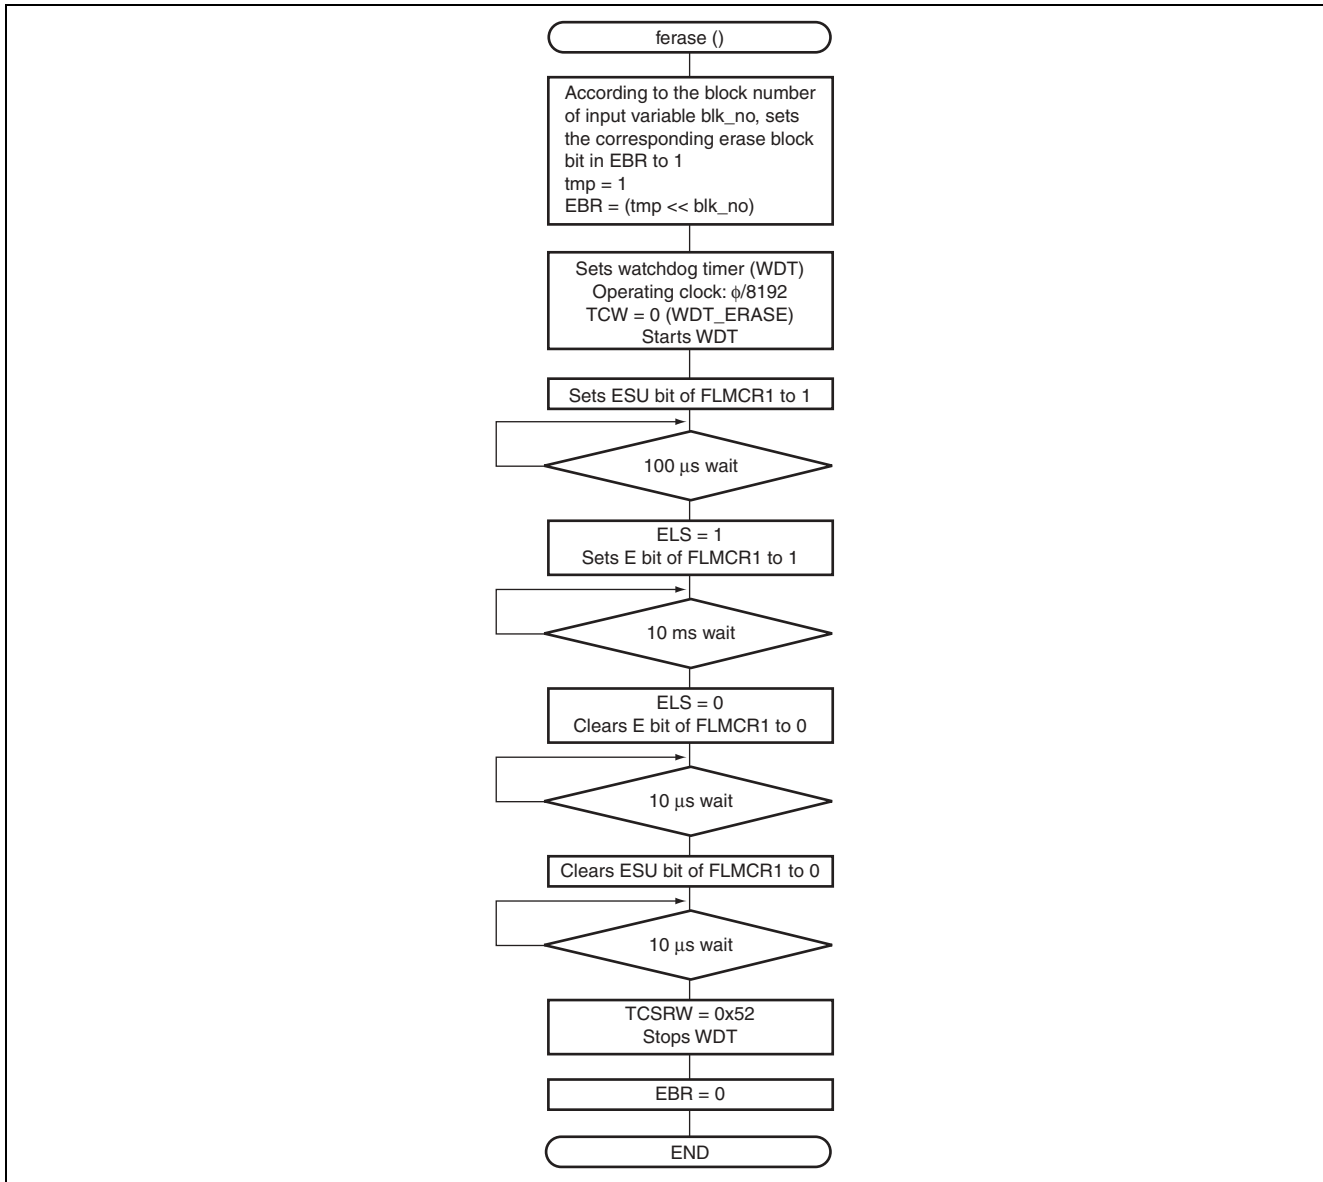 ferase ()
According to the block number
of input variable blk_no, sets
the corresponding erase block
bit in EBR to 1
tmp = 1
EBR = (tmp << blk_no)
Sets watchdog timer (WDT)
Operating clock: ϕ/8192
TCW = 0 (WDT_ERASE)
Starts WDT
Sets ESU bit of FLMCR1 to 1
100 μs wait
ELS = 1
Sets E bit of FLMCR1 to 1
10 ms wait
ELS = 0
Clears E bit of FLMCR1 to 0
10 μs wait
Clears ESU bit of FLMCR1 to 0
10 μs wait
TCSRW = 0x52
Stops WDT
EBR = 0
END